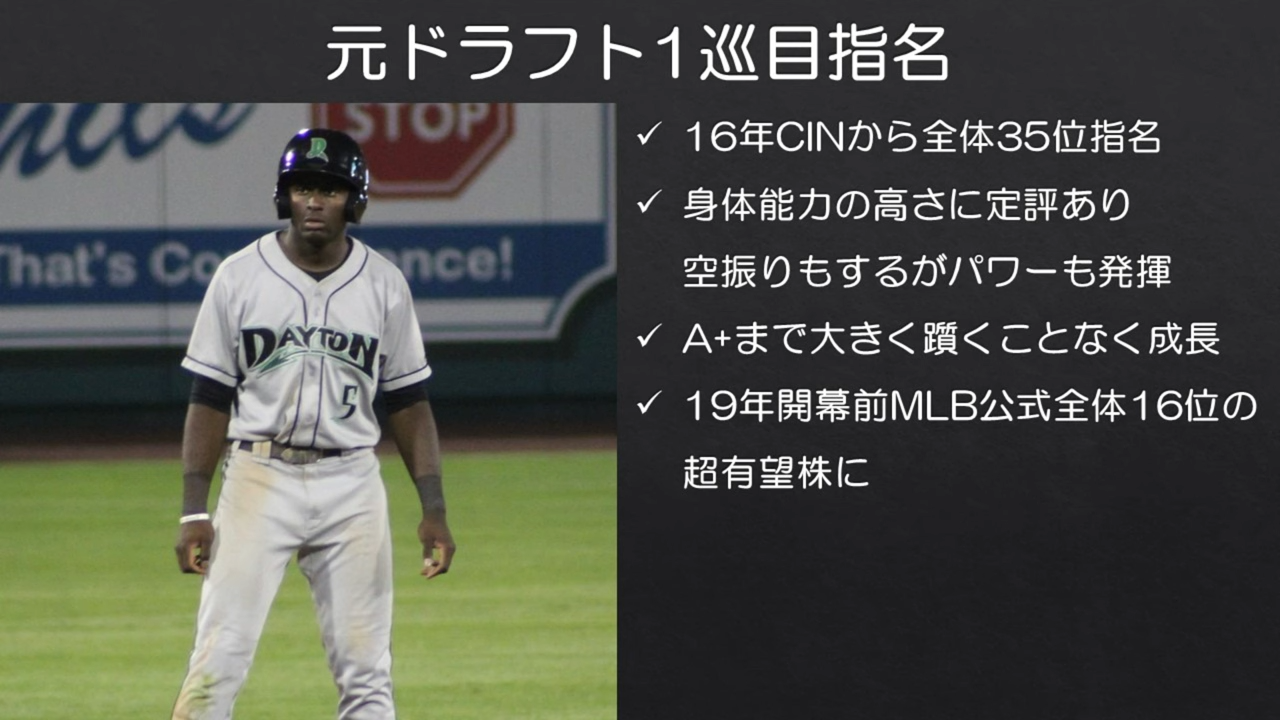 元ドラフト1巡目指名
16年CINから全体35位指名
身体能力の高さに定評あり
空振りもするがパワーも発揮
A+まで大きく躓くことなく成長
19年開幕前MLB公式全体16位の
超有望株に
STOP
That's Co
ence!
DAYTON
5